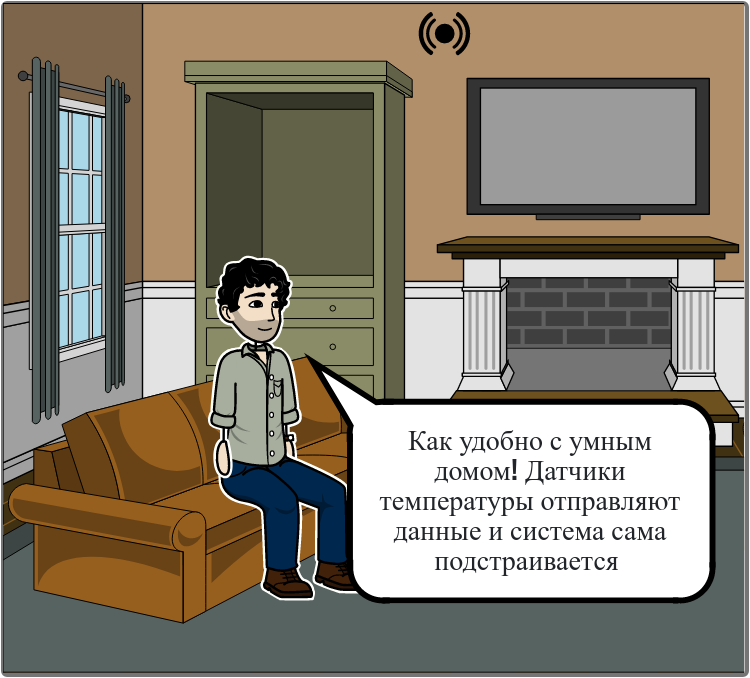 Как удобно с умным
домом! Датчики
температуры отправляют
данные и система сама
подстраивается